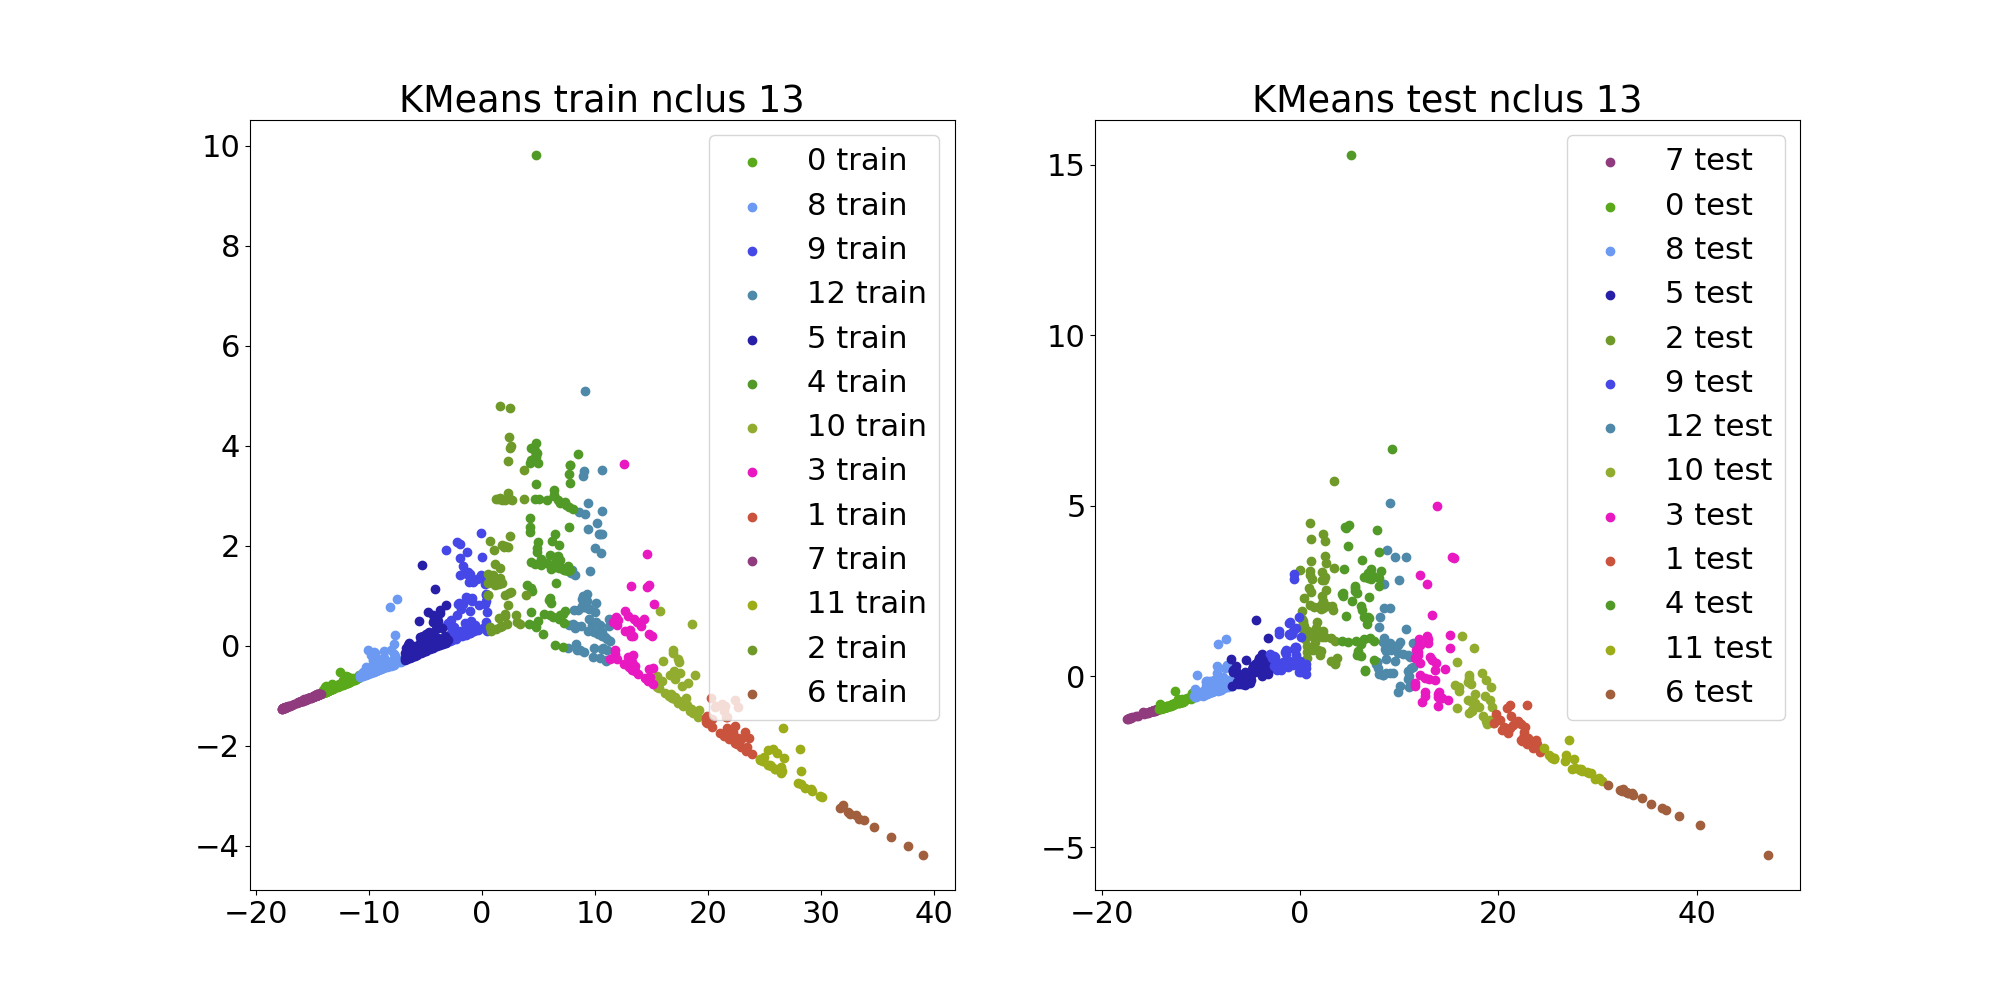 KMeans train nclus 13
10
8
6
4
2
0
−2
−4
−20
−10
0
10
20
30
40
0 train
8 train
9 train
12 train
5 train
4 train
10 train
3 train
1 train
7 train
11 train
2 train
6 train
KMeans test nclus 13
15
10
5
0
−5
−20
0
20
40
7 test
0 test
8 test
5 test
2 test
9 test
12 test
10 test
3 test
1 test
4 test
11 test
6 test